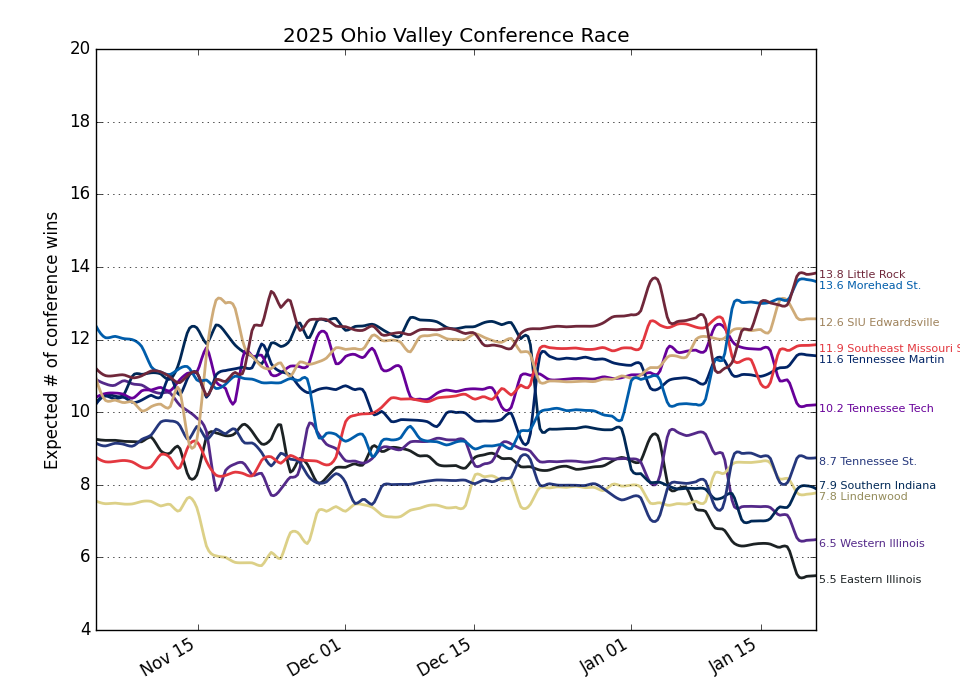 2025 Ohio Valley Conference Race
Expected # of conference wins
20
18
16
14
12
10
8
6
4
Nov 15
Dec 01
Dec 15
Jan 01
Jan 15
13.8 Little Rock
13.6 Morehead St.
12.6 SIU Edwardsville
11.9 Southeast Missouri S
11.6 Tennessee Martin
10.2 Tennessee Tech
8.7 Tennessee St.
7.9 Southern Indiana
7.8 Lindenwood
6.5 Western Illinois
5.5 Eastern Illinois